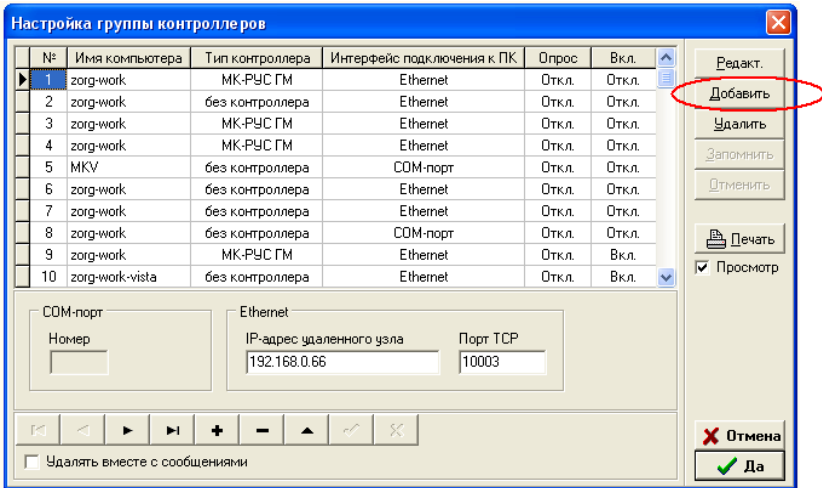 Настройка группы контроллеров
№ Имя компьютера Тип контроллера Интерфейс подключения к ПК Опрос Вкл.
1 zorg-work МК-РУС ГМ Ethernet Откл. Откл.
2 zorg-work без контроллера Ethernet Откл. Откл.
3 zorg-work МК-РУС ГМ Ethernet Откл. Откл.
4 zorg-work МК-РУС ГМ Ethernet Откл. Откл.
5 MKV без контроллера COM-порт Откл. Откл.
6 zorg-work без контроллера Ethernet Откл. Откл.
7 zorg-work без контроллера Ethernet Откл. Откл.
8 zorg-work без контроллера COM-порт Откл. Откл.
9 zorg-work МК-РУС ГМ Ethernet Откл. Вкл.
10 zorg-work-vista без контроллера Ethernet Откл. Вкл.
Редакт.
Добавить
Удалить
Запомнить
Отменить
Печать
Просмотр
COM-порт
Номер
Ethernet
IP-адрес удаленного узла Порт TCP
192.168.0.66 10003
Удалять вместе с сообщениями
Отмена
Да